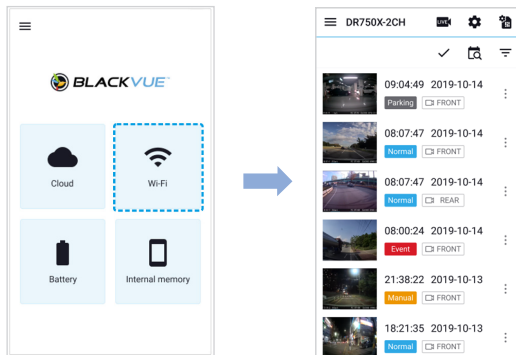 BLACKVUE
Cloud
Wi-Fi
Battery
Internal memory
DR750X-2CH
LIVE
09:04:49 2019-10-14
Parking FRONT
08:07:47 2019-10-14
Normal FRONT
08:07:47 2019-10-14
Normal REAR
08:00:24 2019-10-14
Event FRONT
21:38:22 2019-10-13
Manual FRONT
18:21:35 2019-10-13
Normal FRONT